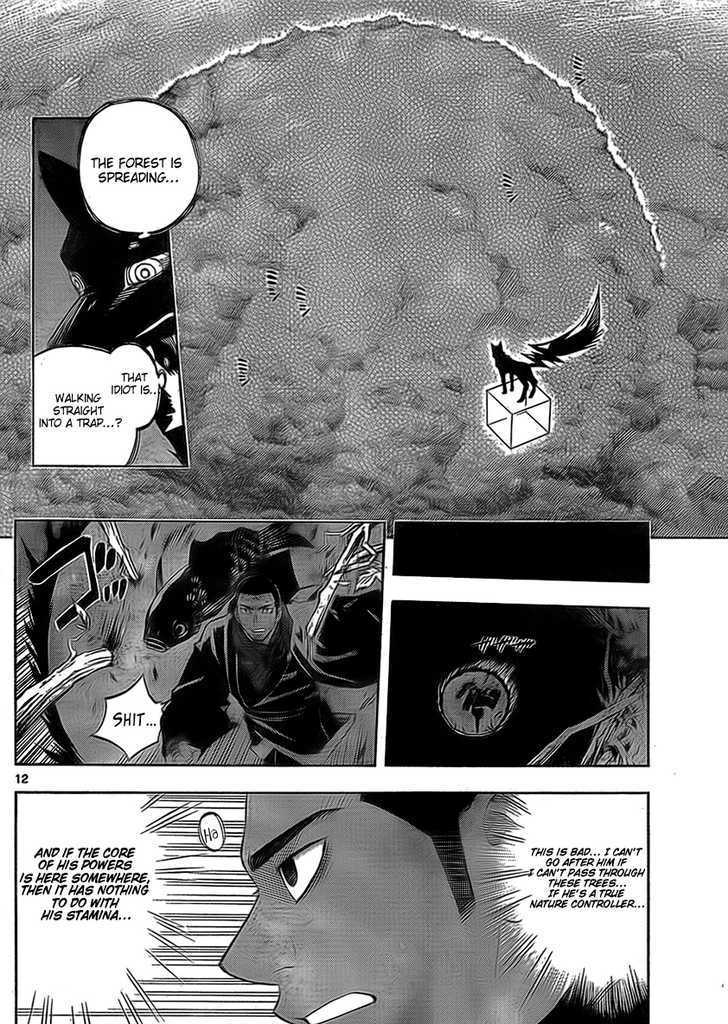 THE FOREST IS
SPREADING...
THAT
IDIOT IS...
WALKING
STRAIGHT
INTO A TRAP...?
SHIT...
12
THIS IS BAD... I CAN'T
GO AFTER HIM IF
I CAN'T PASS THROUGH
THESE TREES...
IF HE'S A TRUE
NATURE CONTROLLER...
Ha
AND IF THE CORE
OF HIS POWERS
IS HERE SOMEWHERE,
THEN IT HAS NOTHING
TO DO WITH
HIS STAMINA...